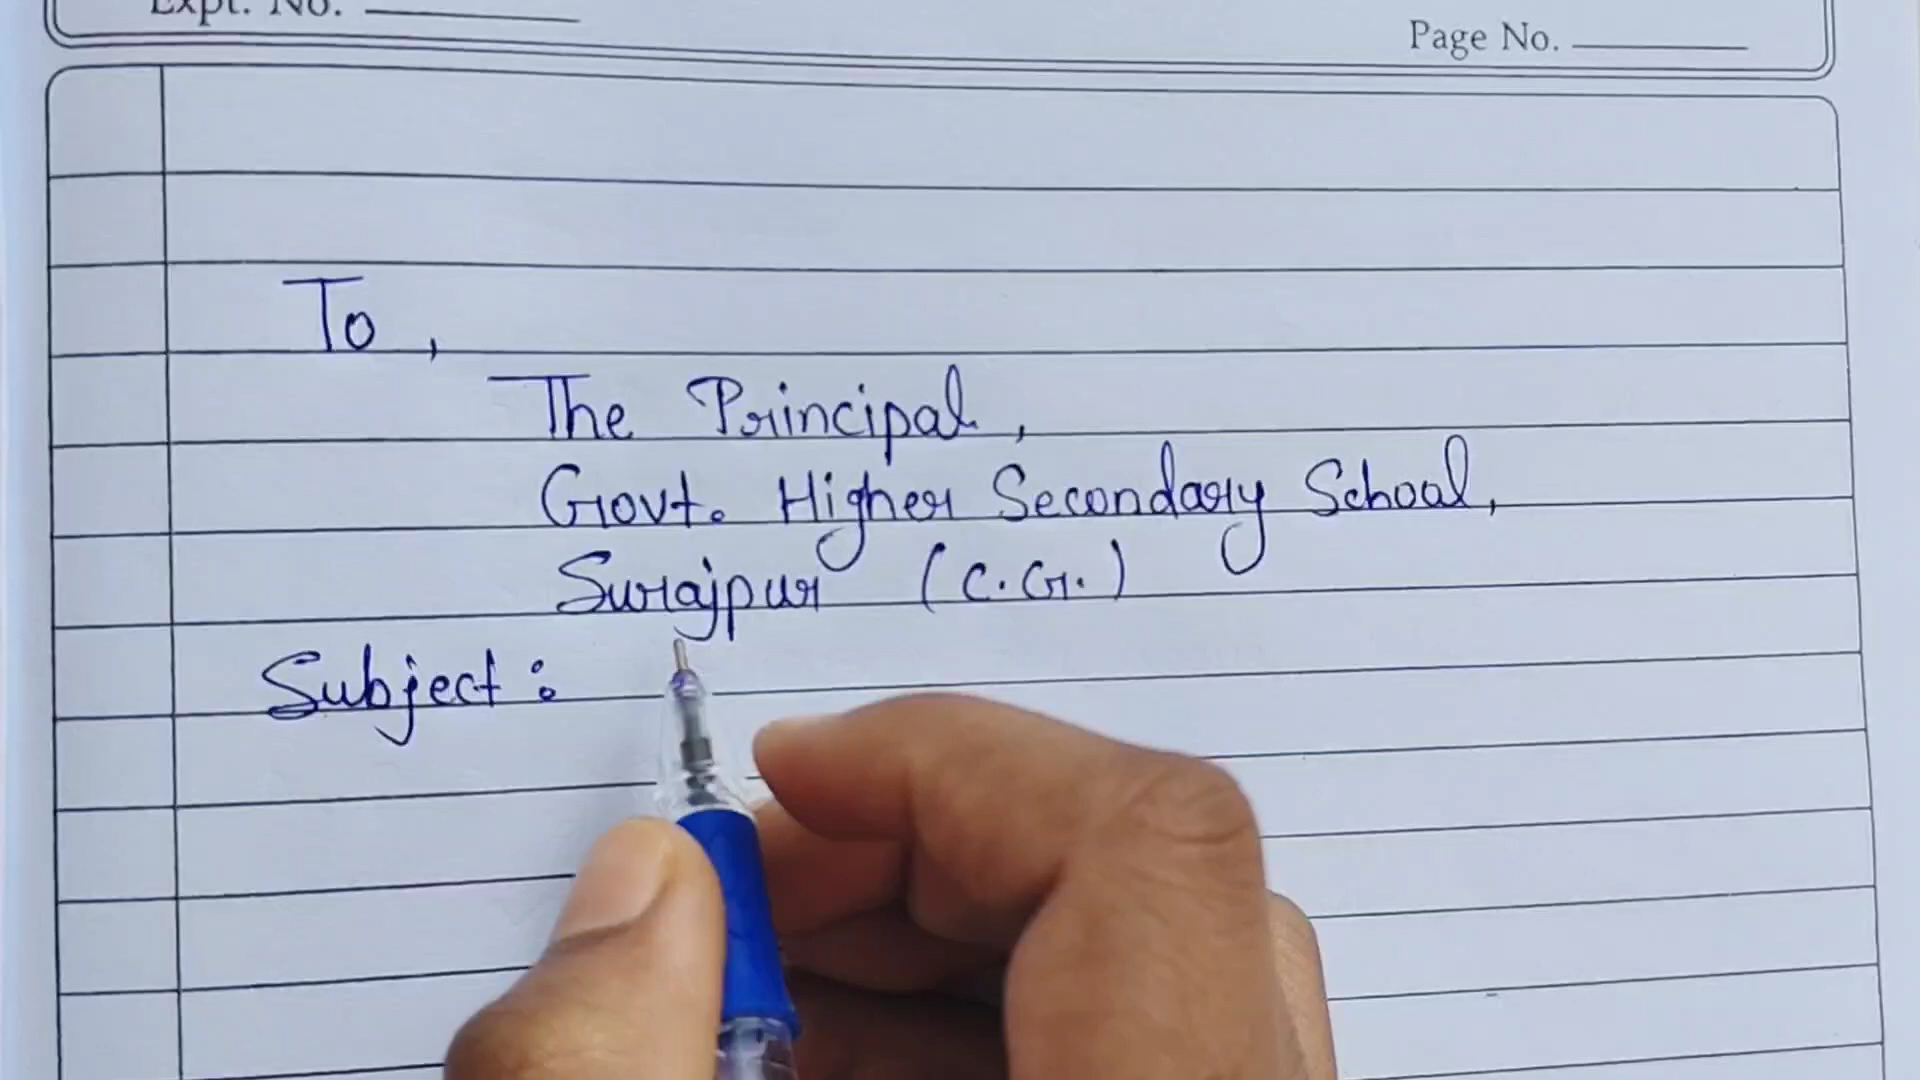 Expt. No.
Page No.
To,
The Principal,
Govt. Higher Secondary School,
Surajpur (C.G.)
Subject: